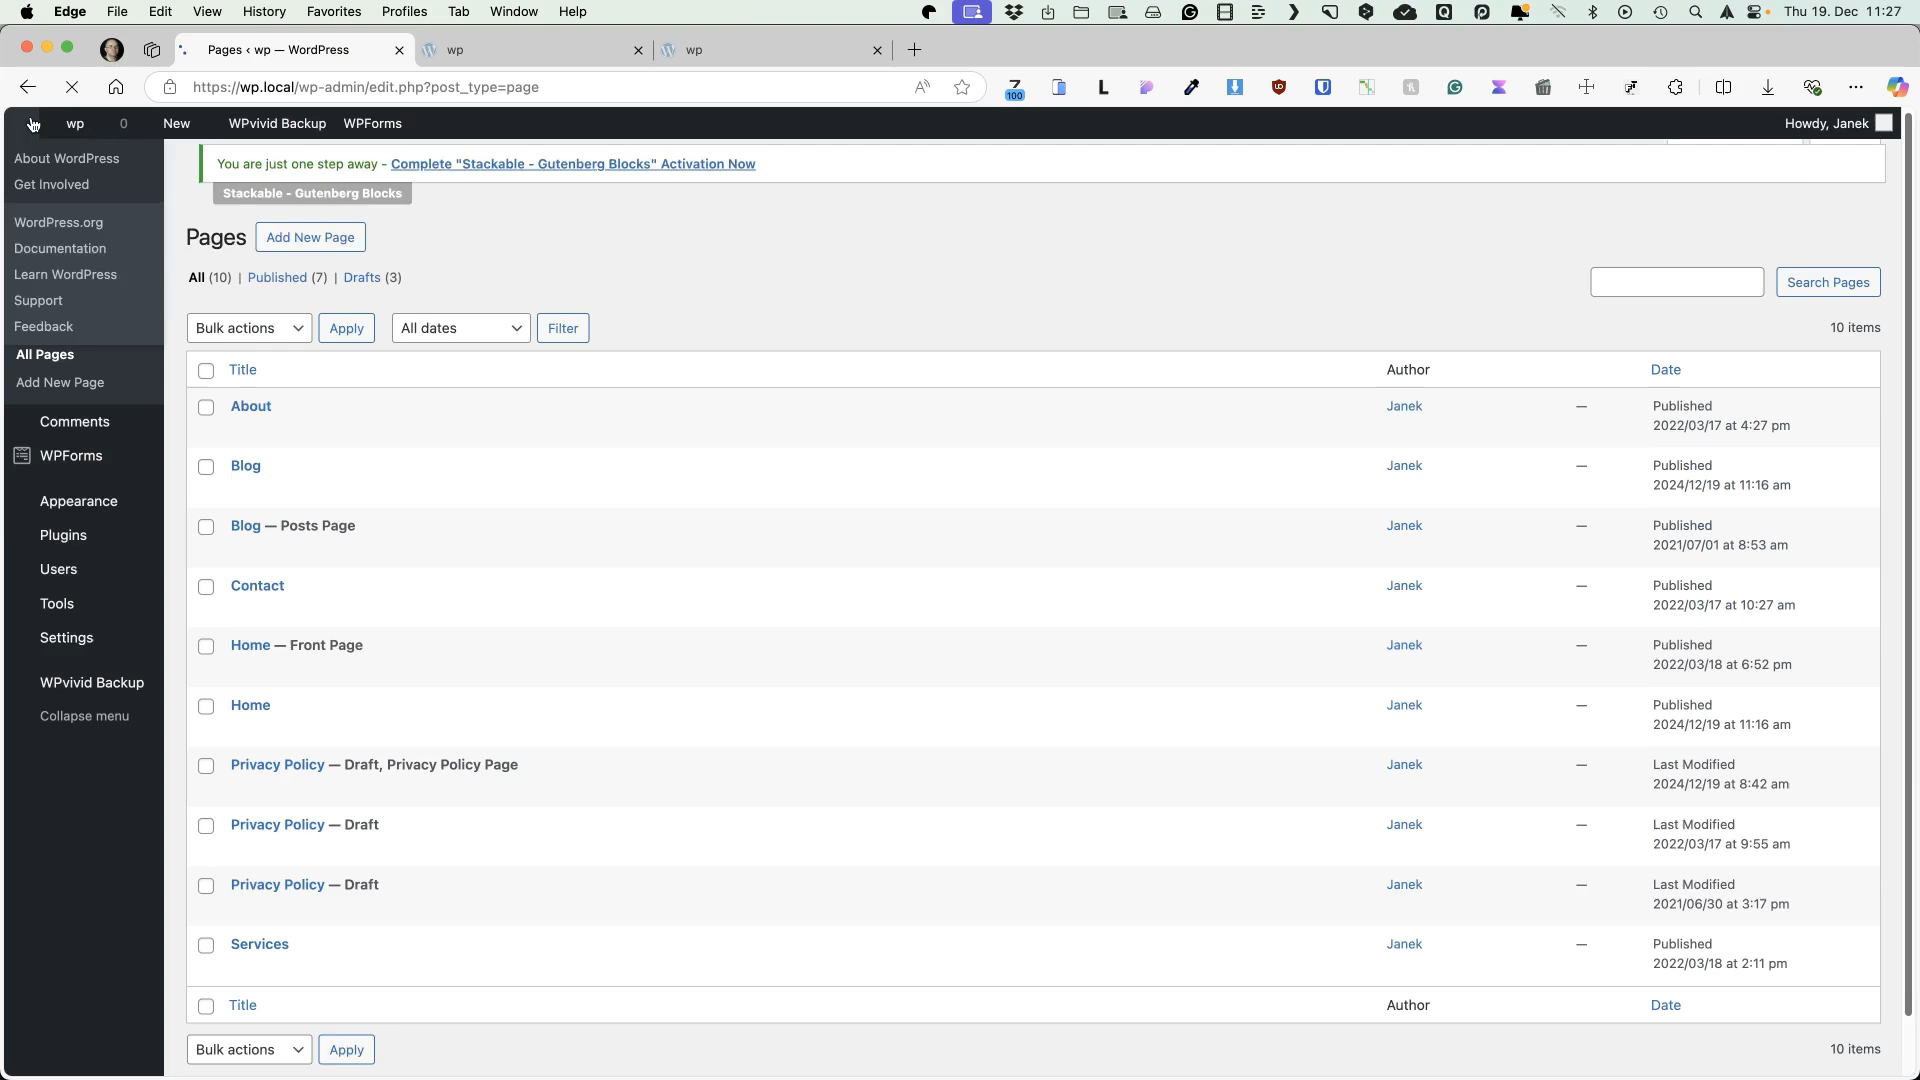 Edge File Edit View History Favorites Profiles Tab Window Help Thu 19. Dec 11:27
Pages ‹ wp — WordPress wp wp
https://wp.local/wp-admin/edit.php?post_type=page 100
wp 0 New WPvivid Backup WPForms Howdy, Janek
About WordPress
Get Involved
WordPress.org
Documentation
Learn WordPress
Support
Feedback
All Pages
Add New Page
Comments
WPForms
Appearance
Plugins
Users
Tools
Settings
WPvivid Backup
Collapse menu
You are just one step away - Complete "Stackable - Gutenberg Blocks" Activation Now
Stackable - Gutenberg Blocks
Pages Add New Page
All (10) | Published (7) | Drafts (3)
Search Pages
Bulk actions Apply All dates Filter 10 items
Title Author Date
About Janek — Published
2022/03/17 at 4:27 pm
Blog Janek — Published
2024/12/19 at 11:16 am
Blog — Posts Page Janek — Published
2021/07/01 at 8:53 am
Contact Janek — Published
2022/03/17 at 10:27 am
Home — Front Page Janek — Published
2022/03/18 at 6:52 pm
Home Janek — Published
2024/12/19 at 11:16 am
Privacy Policy — Draft, Privacy Policy Page Janek — Last Modified
2024/12/19 at 8:42 am
Privacy Policy — Draft Janek — Last Modified
2022/03/17 at 9:55 am
Privacy Policy — Draft Janek — Last Modified
2021/06/30 at 3:17 pm
Services Janek — Published
2022/03/18 at 2:11 pm
Title Author Date
Bulk actions Apply 10 items